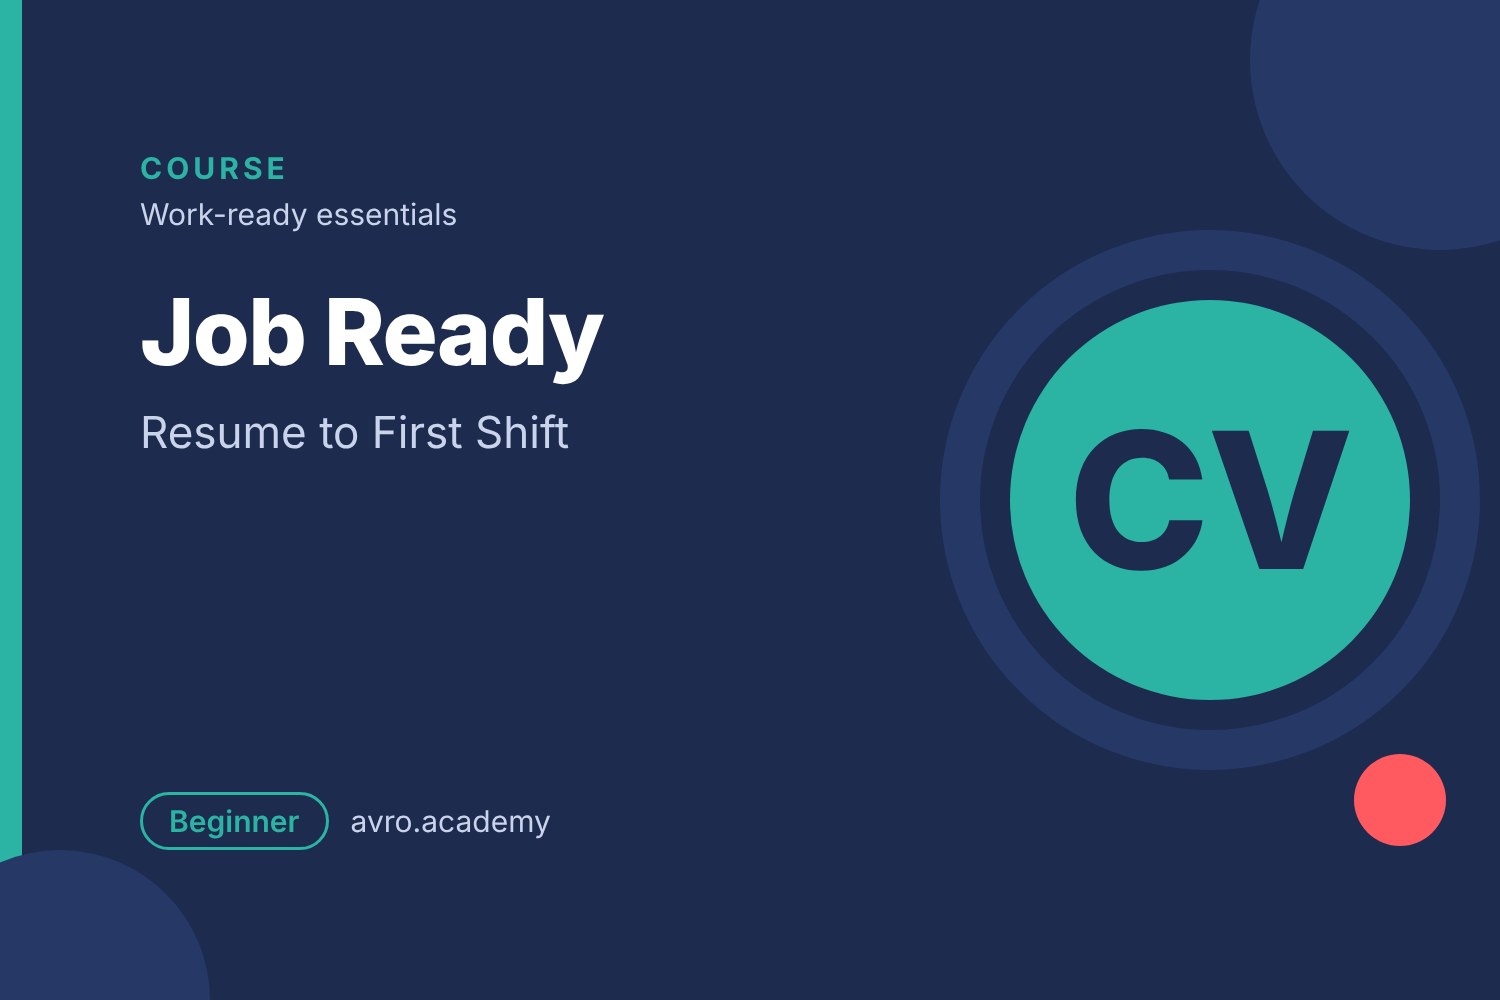 COURSE
Work-ready essentials
Job Ready
Resume to First Shift
CV
Beginner
avro.academy